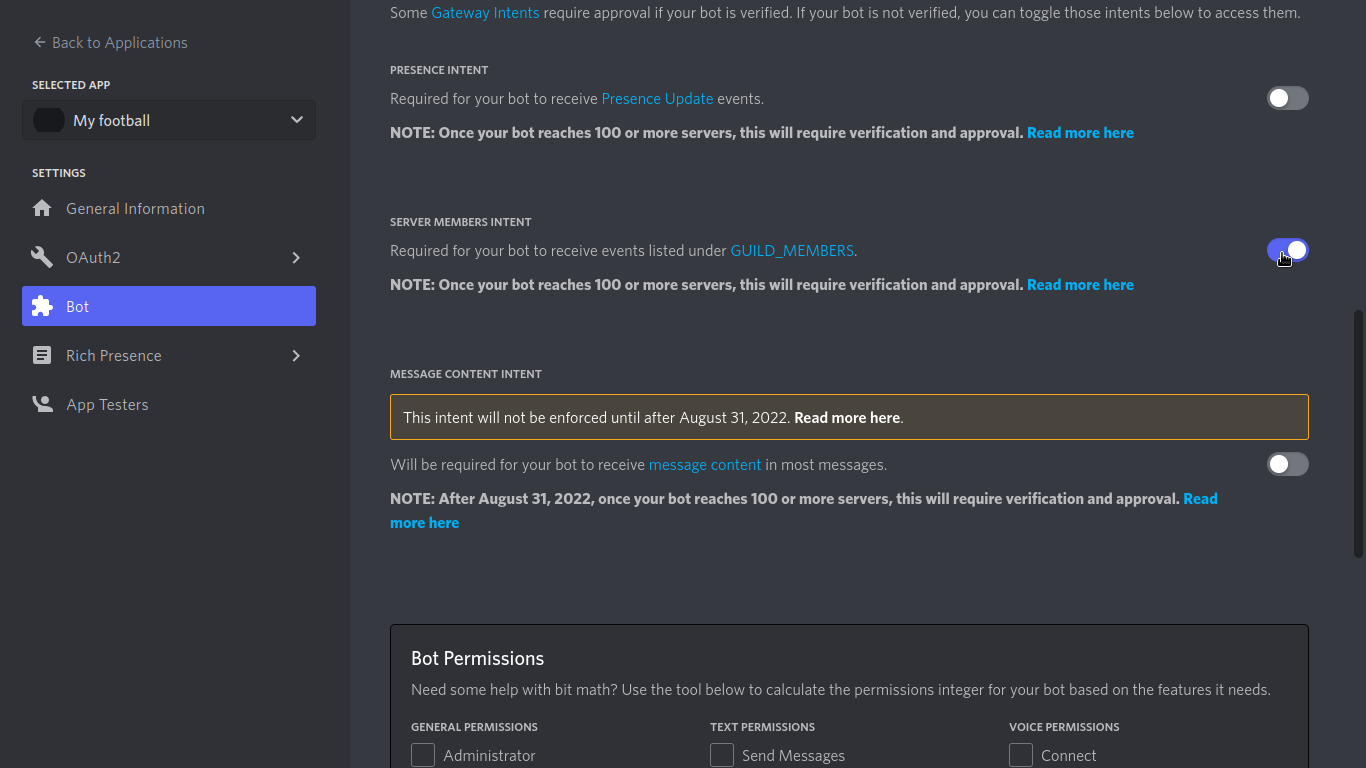 Back to Applications
SELECTED APP
My football
SETTINGS
General Information
OAuth2
Bot
Rich Presence
App Testers
Some Gateway Intents require approval if your bot is verified. If your bot is not verified, you can toggle those intents below to access them.
PRESENCE INTENT
Required for your bot to receive Presence Update events.
NOTE: Once your bot reaches 100 or more servers, this will require verification and approval. Read more here
SERVER MEMBERS INTENT
Required for your bot to receive events listed under GUILD_MEMBERS.
NOTE: Once your bot reaches 100 or more servers, this will require verification and approval. Read more here
MESSAGE CONTENT INTENT
This intent will not be enforced until after August 31, 2022. Read more here.
Will be required for your bot to receive message content in most messages.
NOTE: After August 31, 2022, once your bot reaches 100 or more servers, this will require verification and approval. Read
more here
Bot Permissions
Need some help with bit math? Use the tool below to calculate the permissions integer for your bot based on the features it needs.
GENERAL PERMISSIONS
Administrator
TEXT PERMISSIONS
Send Messages
VOICE PERMISSIONS
Connect